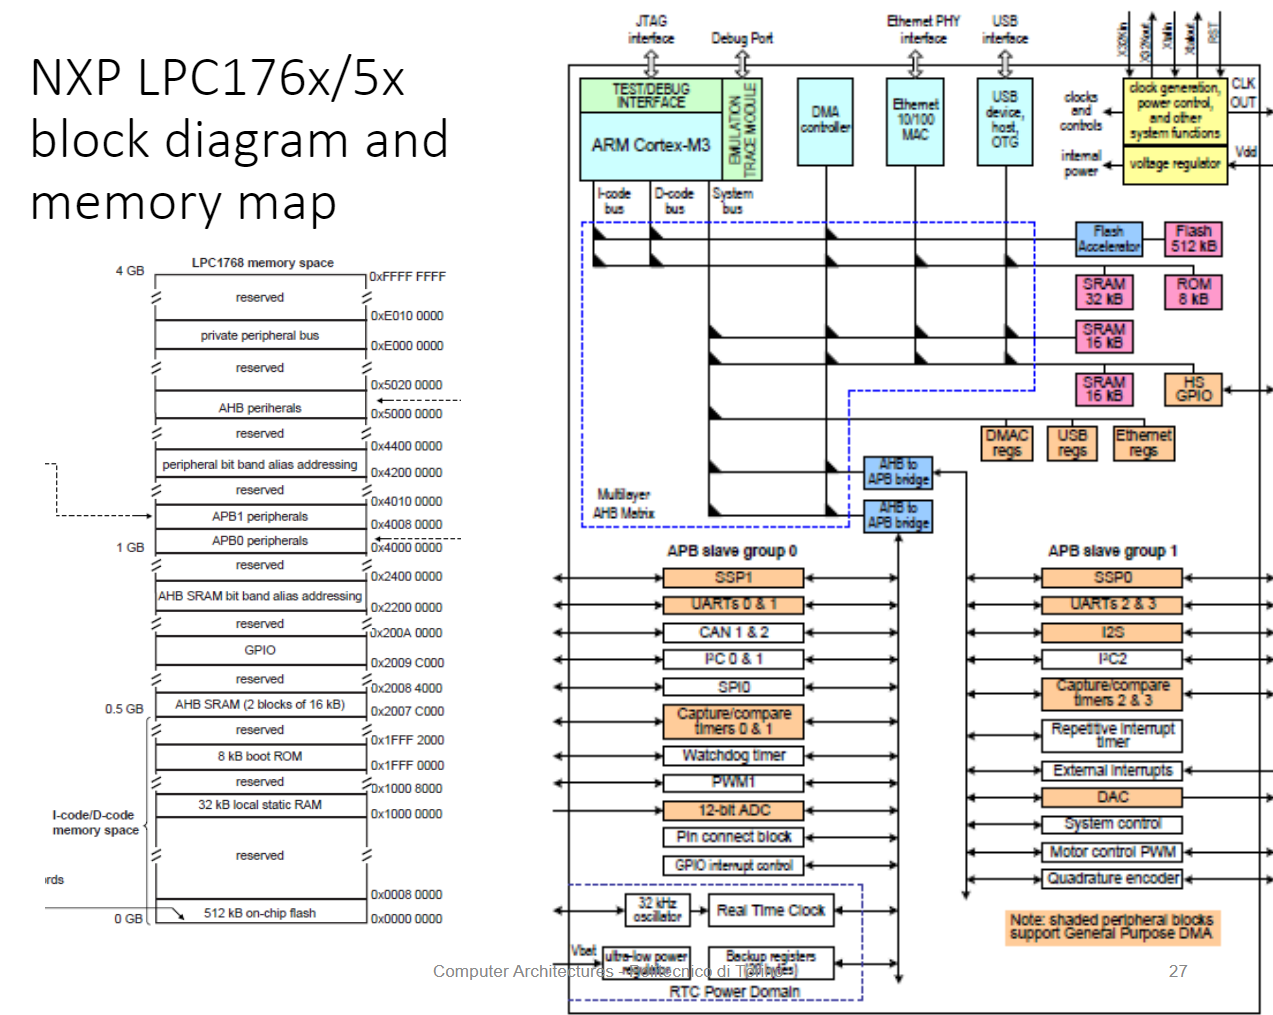 NXP LPC176x/5x
block diagram and
memory map
LPC1768 memory space
4 GB
0xFFFF FFFF
reserved
0xE010 0000
private peripheral bus
0xE000 0000
reserved
0x5020 0000
AHB periherals
0x5000 0000
reserved
0x4400 0000
peripheral bit band alias addressing
0x4200 0000
reserved
0x4010 0000
APB1 peripherals
0x4008 0000
APB0 peripherals
1 GB
0x4000 0000
reserved
0x2400 0000
AHB SRAM bit band alias addressing
0x2200 0000
reserved
0x200A 0000
GPIO
0x2009 C000
reserved
0x2008 4000
AHB SRAM (2 blocks of 16 kB)
0.5 GB
0x2007 C000
reserved
0x1FFF 2000
8 kB boot ROM
0x1FFF 0000
reserved
0x1000 8000
32 kB local static RAM
0x1000 0000
I-code/D-code
memory space
reserved
rds
0x0008 0000
512 kB on-chip flash
0 GB
0x0000 0000
JTAG
interface
Debug Port
Ethernet PHY
interface
USB
interface
X32Kin
X32Kout
Xtalin
Xtalout
RST
TEST/DEBUG
INTERFACE
ARM Cortex-M3
EMULATION
TRACE MODULE
DMA
controller
Ethernet
10/100
MAC
USB
device,
host,
OTG
clocks
and
controls
clock generation,
power control,
and other
system functions
CLK
OUT
internal
power
voltage regulator
Vdd
I-code
bus
D-code
bus
System
bus
Flash
Accelerator
Flash
512 kB
SRAM
32 kB
ROM
8 kB
SRAM
16 kB
SRAM
16 kB
HS
GPIO
DMAC
regs
USB
regs
Ethernet
regs
AHB to
APB bridge
Multilayer
AHB Matrix
AHB to
APB bridge
APB slave group 0
SSP1
UARTs 0 & 1
CAN 1 & 2
I²C 0 & 1
SPI0
Capture/compare
timers 0 & 1
Watchdog timer
PWM1
12-bit ADC
Pin connect block
GPIO interrupt control
APB slave group 1
SSP0
UARTs 2 & 3
I2S
I²C2
Capture/compare
timers 2 & 3
Repetitive interrupt
timer
External interrupts
DAC
System control
Motor control PWM
Quadrature encoder
32 kHz
oscillator
Real Time Clock
Vbat
ultra-low power
regulator
Backup registers
(20 bytes)
RTC Power Domain
Note: shaded peripheral blocks
support General Purpose DMA
Computer Architectures - Politecnico di Torino
27